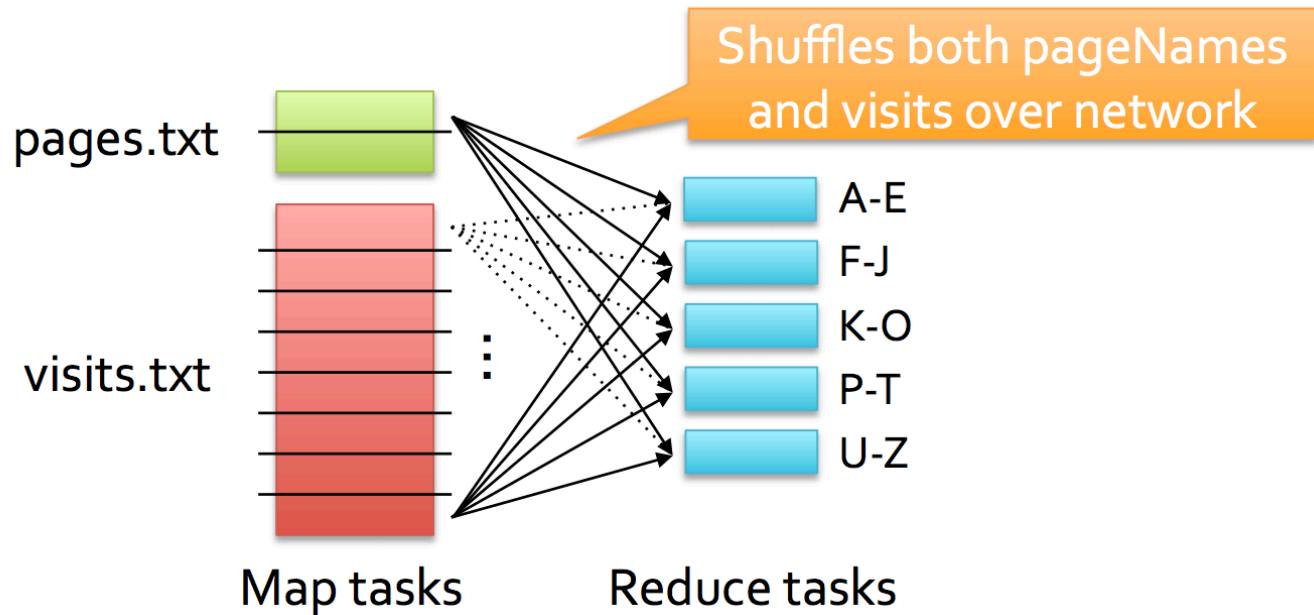 Shuffles both pageNames
and visits over network
pages.txt
A-E
F-J
K-O
visits.txt
P-T
U-Z
Map tasks
Reduce tasks